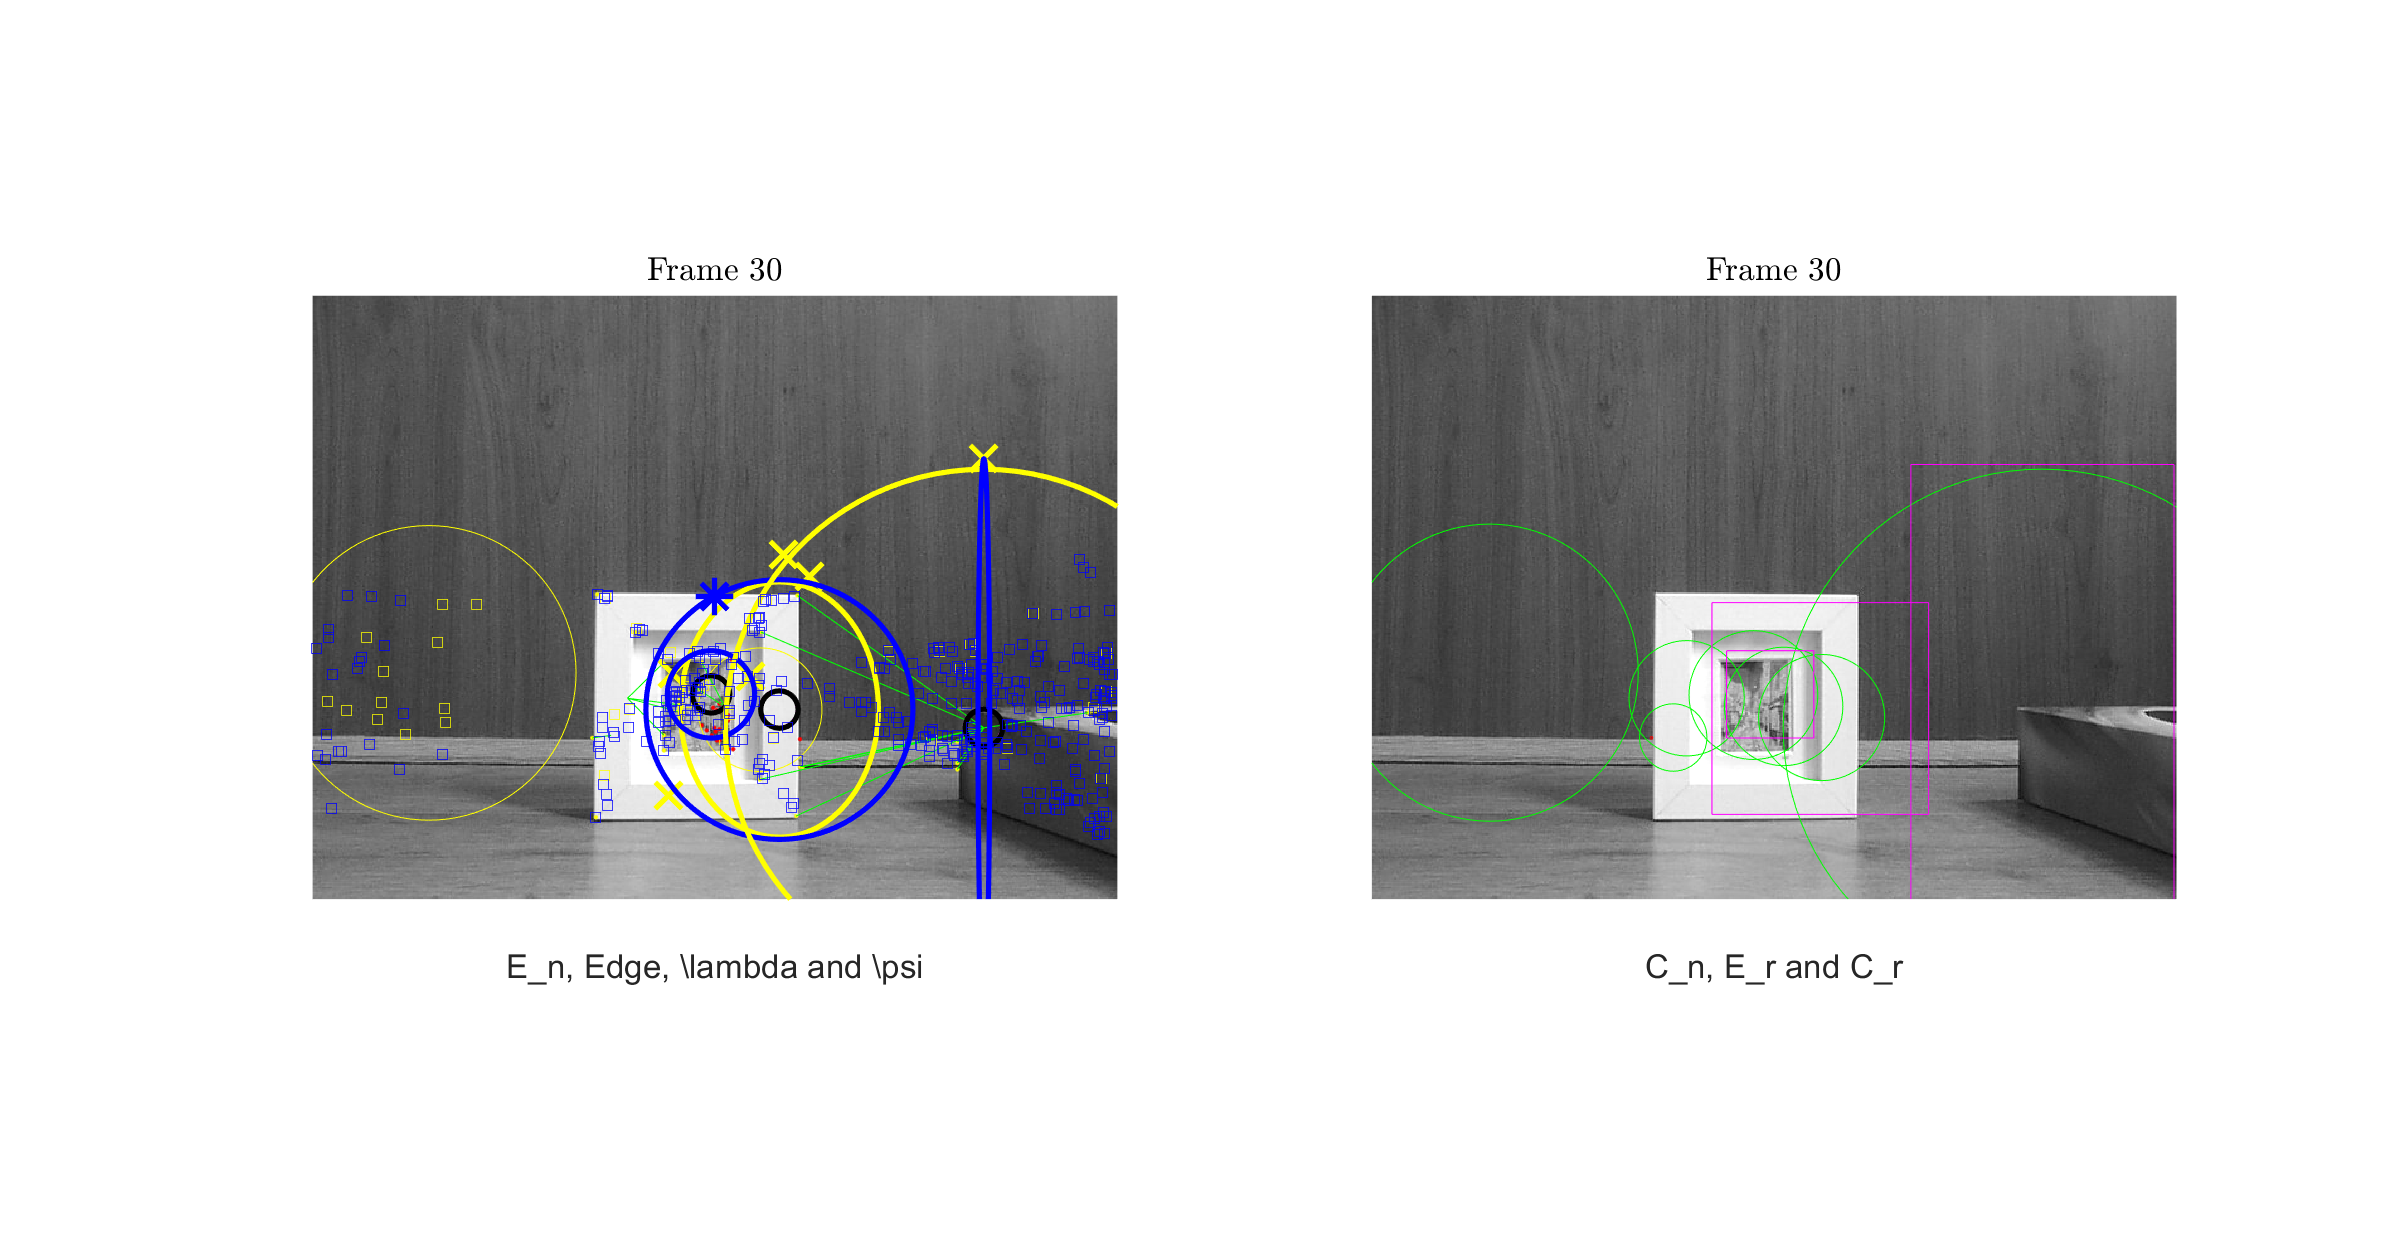 Frame 30
Frame 30
E_n, Edge, \lambda and \psi
C_n, E_r and C_r